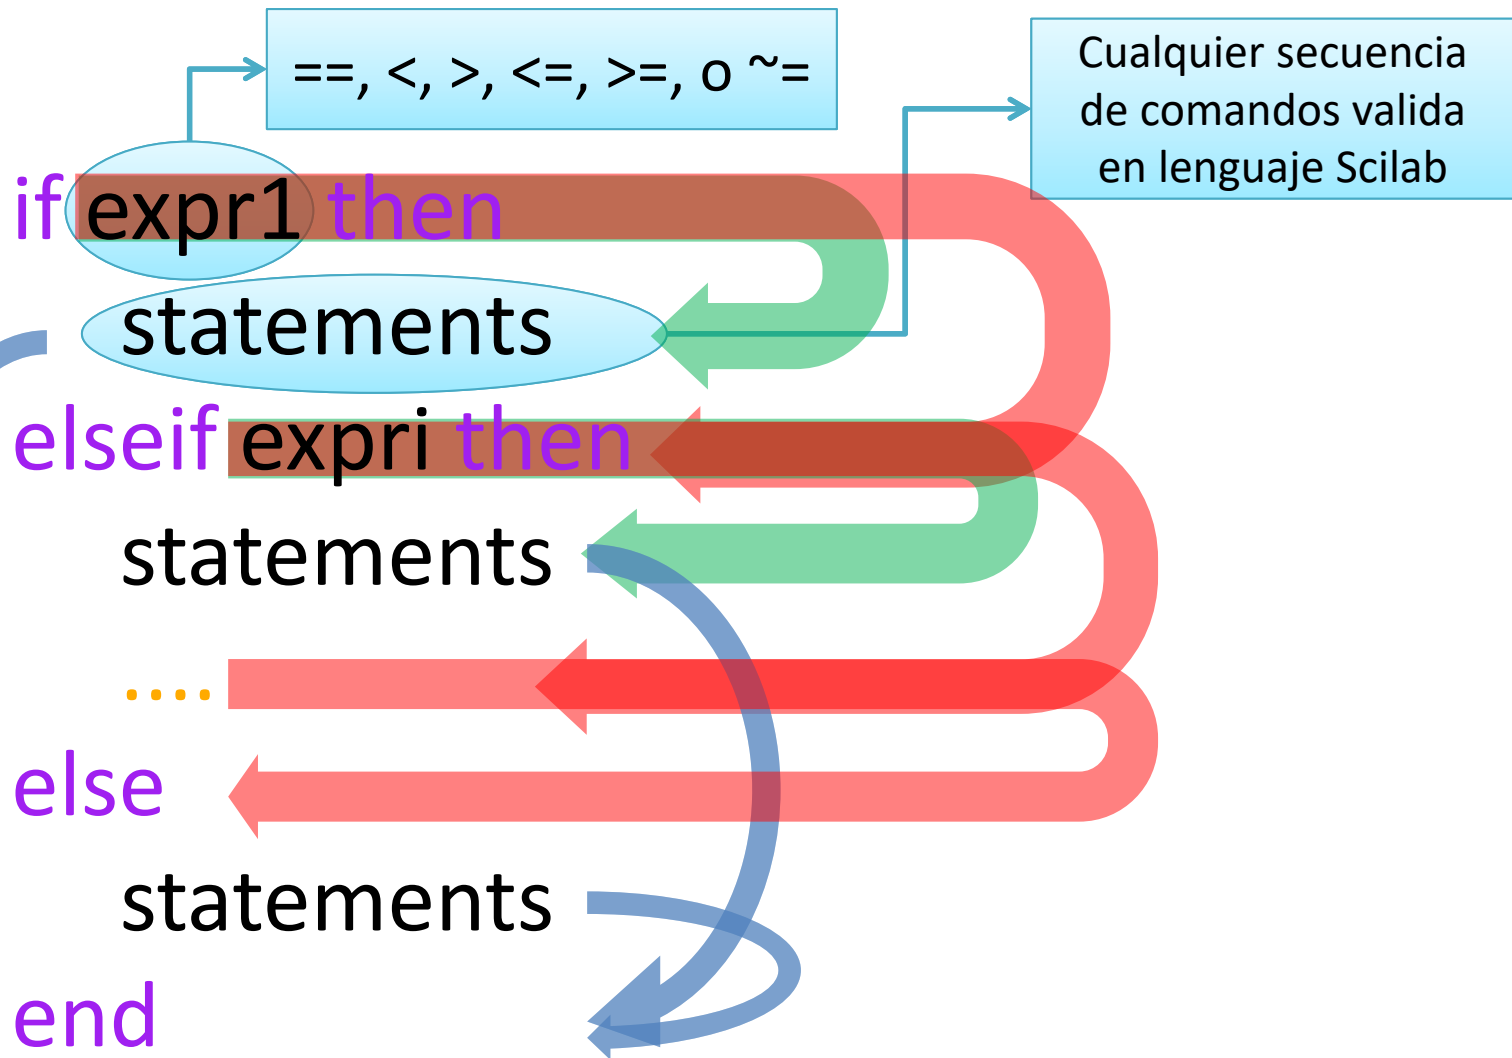 ==, <, >, <=, >=, o ~=
Cualquier secuencia
de comandos valida
en lenguaje Scilab
if expr1 then
statements
elseif expri then
statements
....
else
statements
end